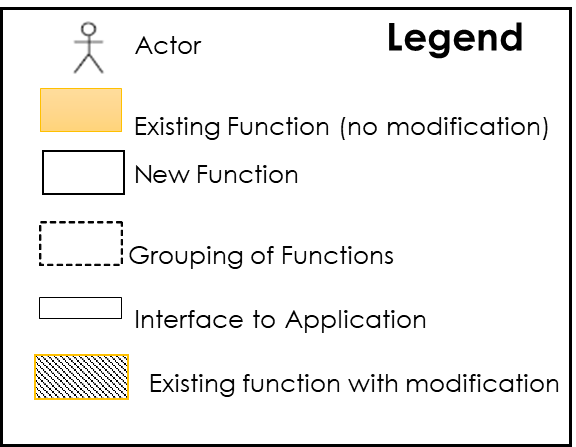 Legend
Actor
Existing Function (no modification)
New Function
Grouping of Functions
Interface to Application
Existing function with modification